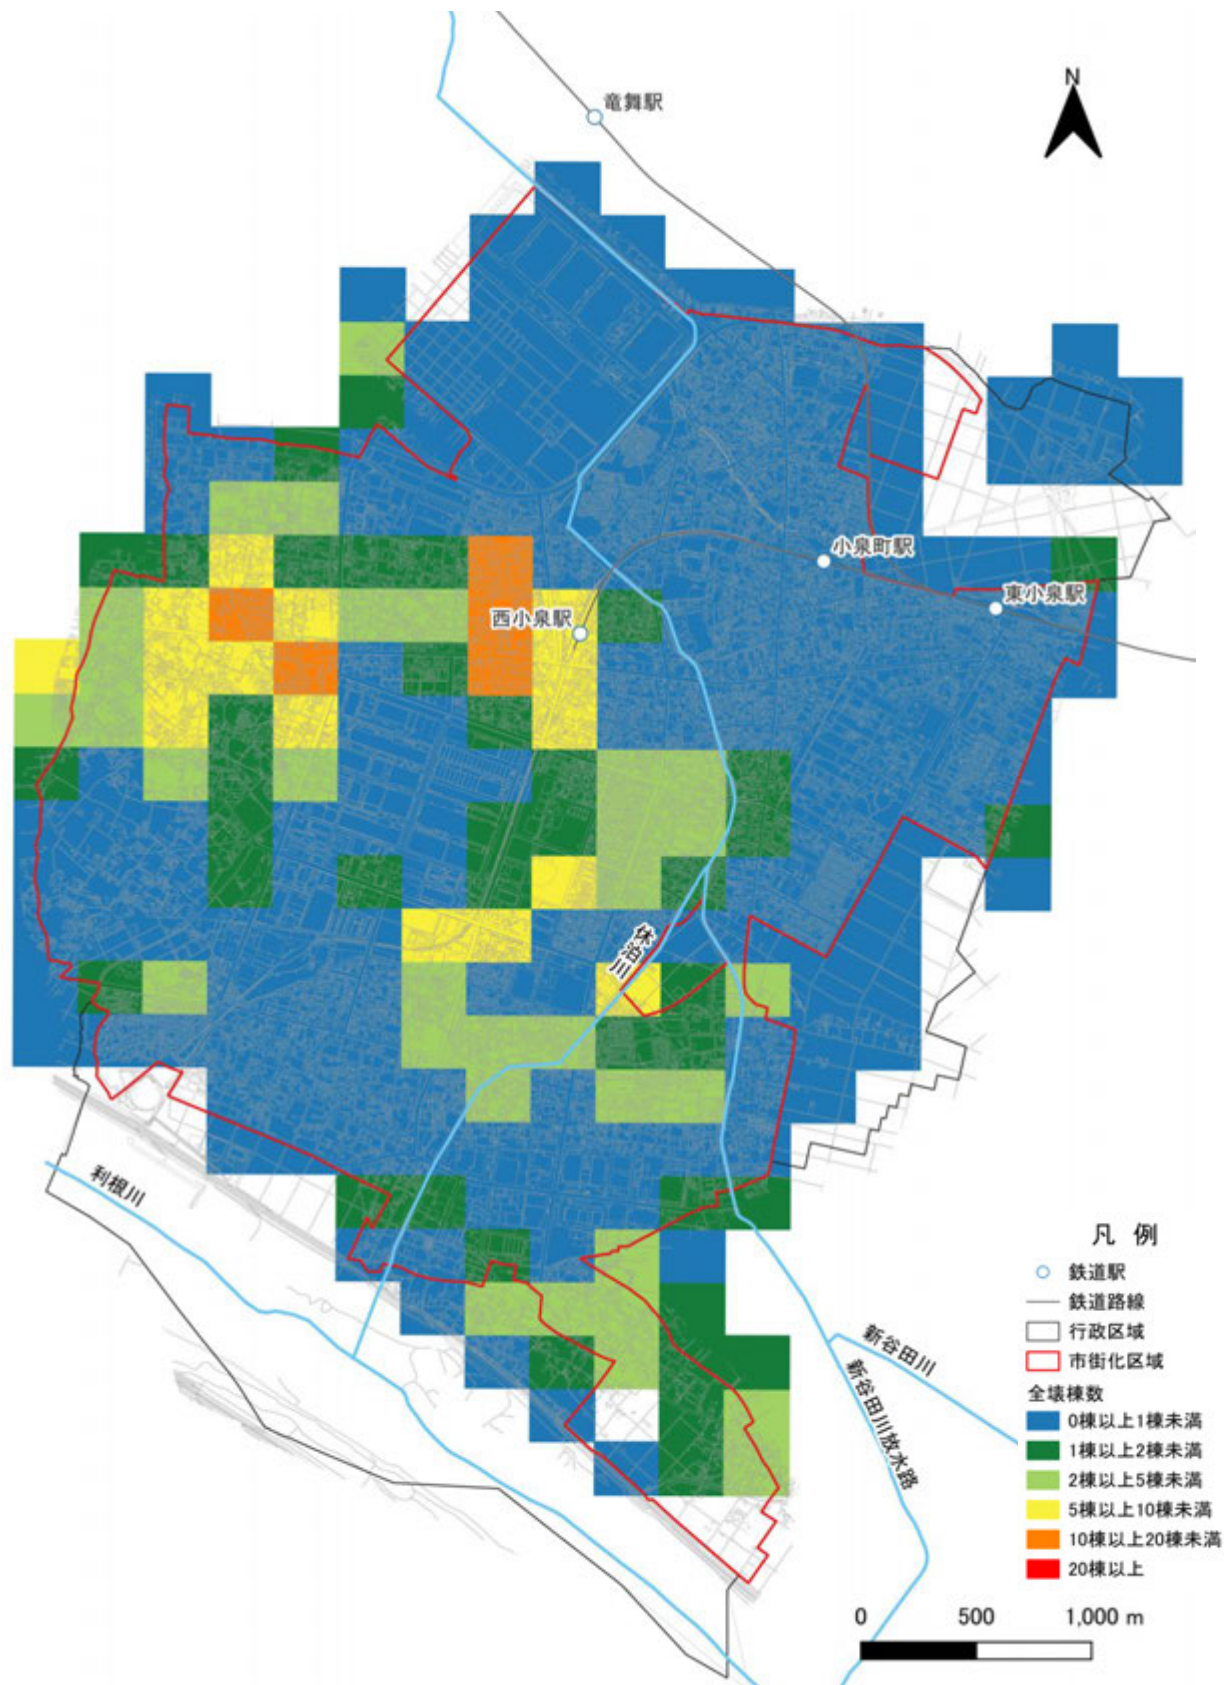 N
竜舞駅
小泉町駅
東小泉駅
西小泉駅
休泊川
利根川
新谷田川
新谷田川放水路
凡 例
鉄道駅
鉄道路線
行政区域
市街化区域
全壊棟数
0棟以上1棟未満
1棟以上2棟未満
2棟以上5棟未満
5棟以上10棟未満
10棟以上20棟未満
20棟以上
0 500 1,000 m